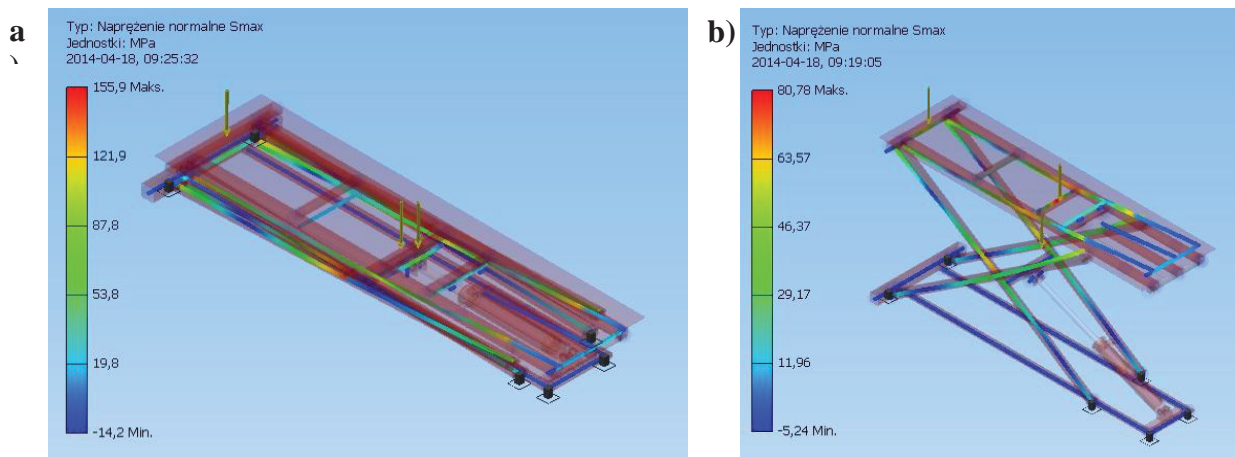 a
)
Typ: Naprężenie normalne Smax
Jednostki: MPa
2014-04-18, 09:25:32
155,9 Maks.
121,9
87,8
53,8
19,8
-14,2 Min.
b)
Typ: Naprężenie normalne Smax
Jednostki: MPa
2014-04-18, 09:19:05
80,78 Maks.
63,57
46,37
29,17
11,96
-5,24 Min.